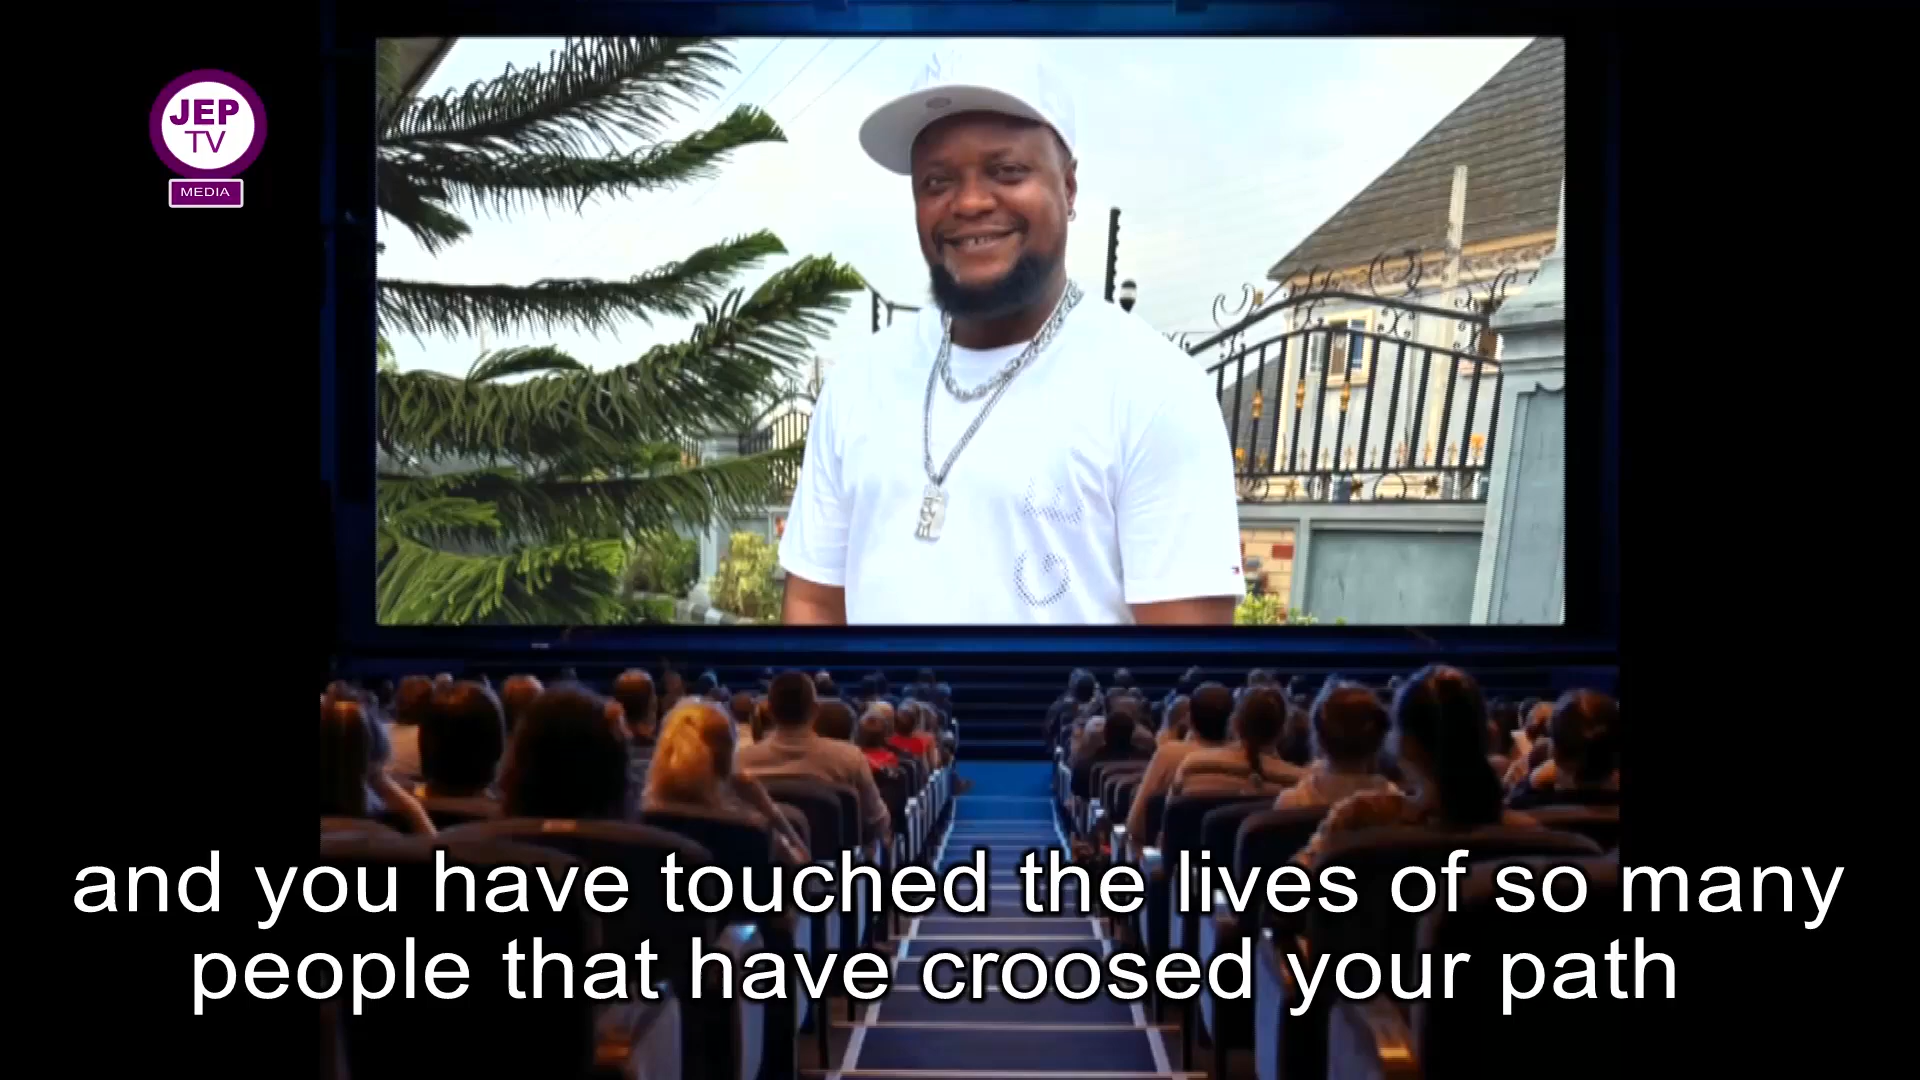 JEP
TV
MEDIA
and you have touched the lives of so many
people that have croosed your path